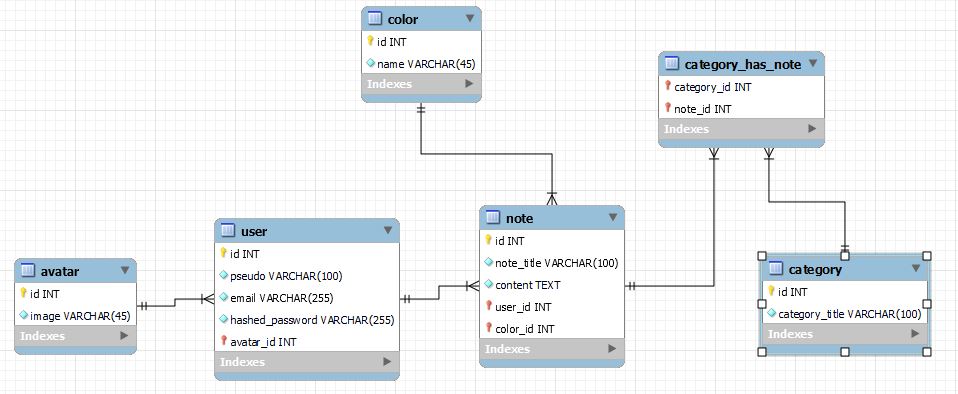 color
id INT
name VARCHAR(45)
Indexes
category_has_note
category_id INT
note_id INT
Indexes
avatar
id INT
image VARCHAR(45)
Indexes
user
id INT
pseudo VARCHAR(100)
email VARCHAR(255)
hashed_password VARCHAR(255)
avatar_id INT
Indexes
note
id INT
note_title VARCHAR(100)
content TEXT
user_id INT
color_id INT
Indexes
category
id INT
category_title VARCHAR(100)
Indexes